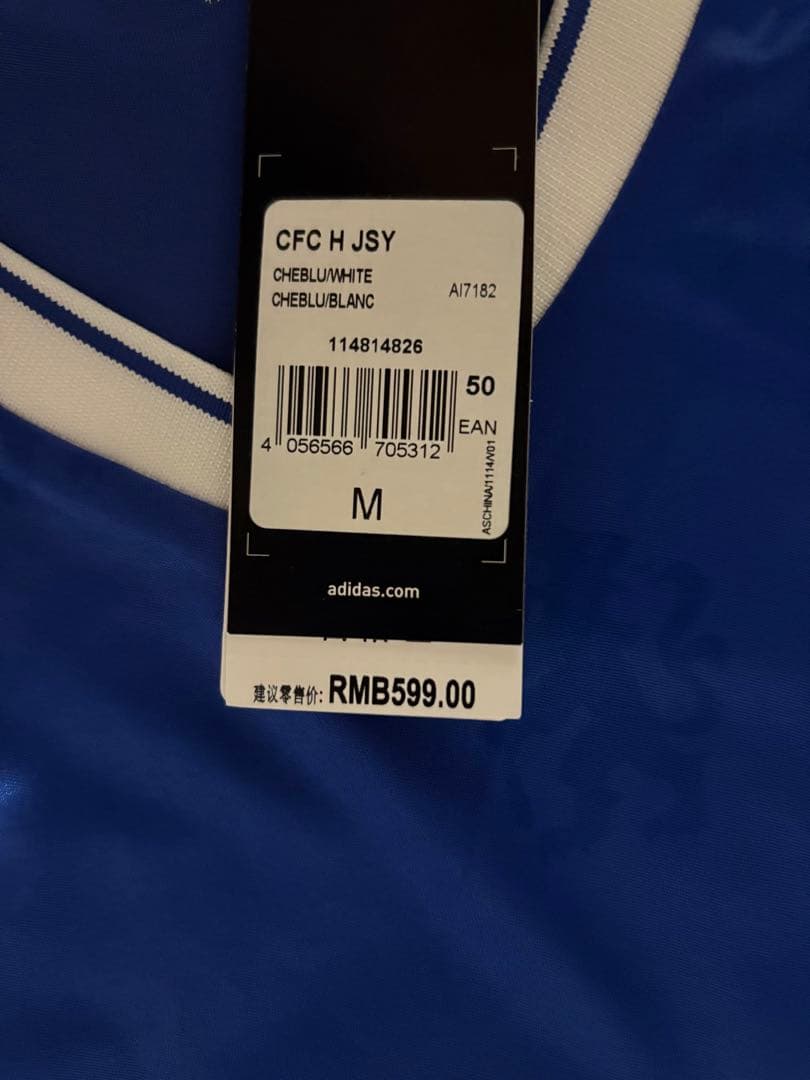 CFC H JSY
CHEBLU/WHITE
CHEBLU/BLANC
AI7182
114814826
50
EAN
4 056566 705312
ASCHINA/1114/V01
M
adidas.com
建议零售价: RMB599.00